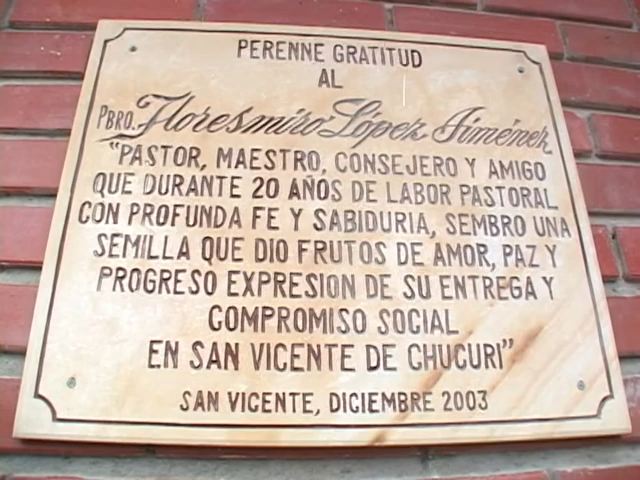 PERENNE GRATITUD
AL
PBRO. Floresmiro López Jiménez
"PASTOR, MAESTRO, CONSEJERO Y AMIGO
QUE DURANTE 20 AÑOS DE LABOR PASTORAL
CON PROFUNDA FE Y SABIDURIA, SEMBRO UNA
SEMILLA QUE DIO FRUTOS DE AMOR, PAZ Y
PROGRESO EXPRESION DE SU ENTREGA Y
COMPROMISO SOCIAL
EN SAN VICENTE DE CHUCURI"
SAN VICENTE, DICIEMBRE 2003